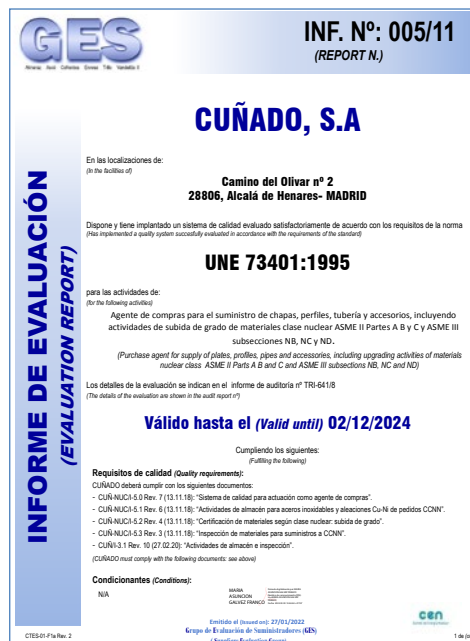 GES
INF. Nº: 005/11
(REPORT N.)
CUÑADO, S.A
En las localizaciones de:
(In the facilities of)
Camino del Olivar nº 2
28806, Alcalá de Henares- MADRID
Dispone y tiene implantado un sistema de calidad evaluado satisfactoriamente de acuerdo con los requisitos de la norma
(Has implemented a quality system succesfully evaluated in accordance with the requirements of the standard)
UNE 73401:1995
para las actividades de:
(for the following activities)
Agente de compras para el suministro de chapas, perfiles, tubería y accesorios, incluyendo
actividades de subida de grado de materiales clase nuclear ASME II Partes A B y C y ASME III
subsecciones NB, NC y ND.
(Purchase agent for supply of plates, profiles, pipes and accessories, including upgrading activities of materials
nuclear class ASME II Parts A B and C and ASME III subsections NB, NC and ND)
Los detalles de la evaluación se indican en el informe de auditoria nº TRI-641/8
(The details of the evaluation are shown in the audit report nº)
Válido hasta el (Valid until) 02/12/2024
Cumpliendo los siguientes:
(Fulfilling the following)
Requisitos de calidad (Quality requirements):
CUÑADO deberá cumplir con los siguientes documentos:
- CUÑ-NUC/I-5.0 Rev. 7 (13.11.18): "Sistema de calidad para actuación como agente de compras".
- CUÑ-NUC/I-5.1 Rev. 6 (13.11.18): "Actividades de almacén para aceros inoxidables y aleaciones Cu-Ni de pedidos CCNN".
- CUÑ-NUC/I-5.2 Rev. 4 (13.11.18): "Certificación de materiales según clase nuclear: subida de grado".
- CUÑ-NUC/I-5.3 Rev. 3 (13.11.18): "Inspección de materiales para suministros a CCNN".
- CUÑ/I-3.1 Rev. 10 (27.02.20): "Actividades de almacén e inspección".
(CUÑADO must comply with the following documents: see above)
Condicionantes (Conditions):
N/A
MARIA
ASUNCION
GALVEZ FRANCO
Emitido el (Issued on): 27/01/2022
Grupo de Evaluación de Suministradores (GES)
cen
CTES-01-F1a Rev. 2
INFORME DE EVALUACIÓN
(EVALUATION REPORT)